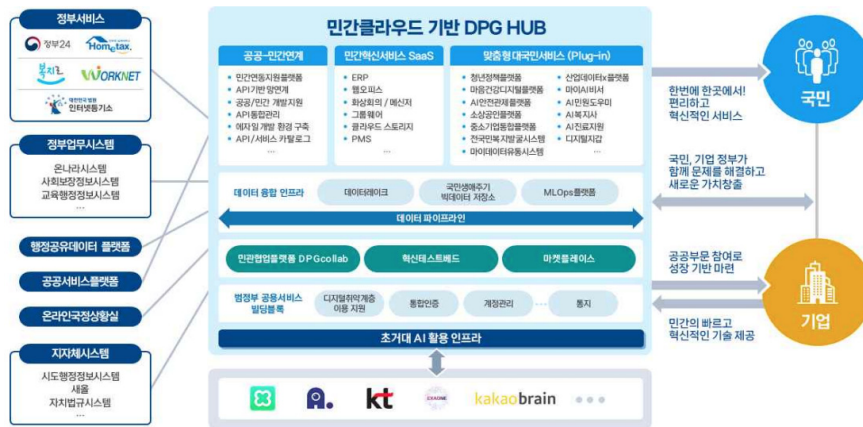 정부서비스
정부24
Hometax.
복지로
WORKNET
대한민국 법원
인터넷등기소
정부업무시스템
온나라시스템
사회보장정보시스템
교육행정정보시스템
...
행정공유데이터 플랫폼
공공서비스플랫폼
온라인국정상황실
지자체시스템
시도행정정보시스템
새올
자치법규시스템
...
민간클라우드 기반 DPG HUB
공공-민간연계
민간연동지원플랫폼
API기반 망연계
공공/민간 개발지원
API통합관리
애자일 개발 환경 구축
API/서비스 카탈로그
...
민간혁신서비스 SaaS
ERP
웹오피스
화상회의 / 메신저
그룹웨어
클라우드 스토리지
PMS
...
맞춤형 대국민서비스 (Plug-in)
청년정책플랫폼
마음건강디지털플랫폼
AI안전관제플랫폼
소상공인플랫폼
중소기업통합플랫폼
전국민복지발굴시스템
마이데이터유통시스템
산업데이터x플랫폼
마이AI비서
AI민원도우미
AI복지사
AI진료지원
디지털지갑
...
데이터 융합 인프라
데이터레이크
국민생애주기
빅데이터 저장소
MLOps플랫폼
데이터 파이프라인
민관협업플랫폼 DPGcollab
혁신테스트베드
마켓플레이스
범정부 공용서비스
빌딩블록
디지털취약계층
이용 지원
통합인증
계정관리
통지
초거대 AI 활용 인프라
A.
kt
EXAONE
kakaobrain
한번에 한곳에서!
편리하고
혁신적인 서비스
국민, 기업 정부가
함께 문제를 해결하고
새로운 가치창출
공공부문 참여로
성장 기반 마련
민간의 빠르고
혁신적인 기술 제공
국민
기업